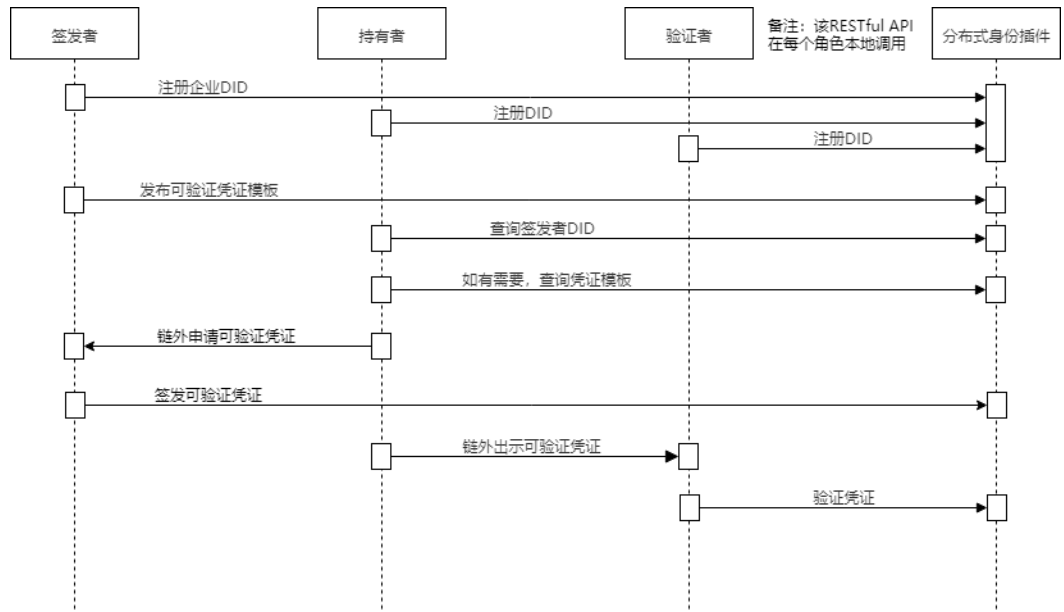 签发者
持有者
验证者
备注：该RESTful API
在每个角色本地调用
分布式身份插件
注册企业DID
注册DID
注册DID
发布可验证凭证模板
查询签发者DID
如有需要，查询凭证模板
链外申请可验证凭证
签发可验证凭证
链外出示可验证凭证
验证凭证